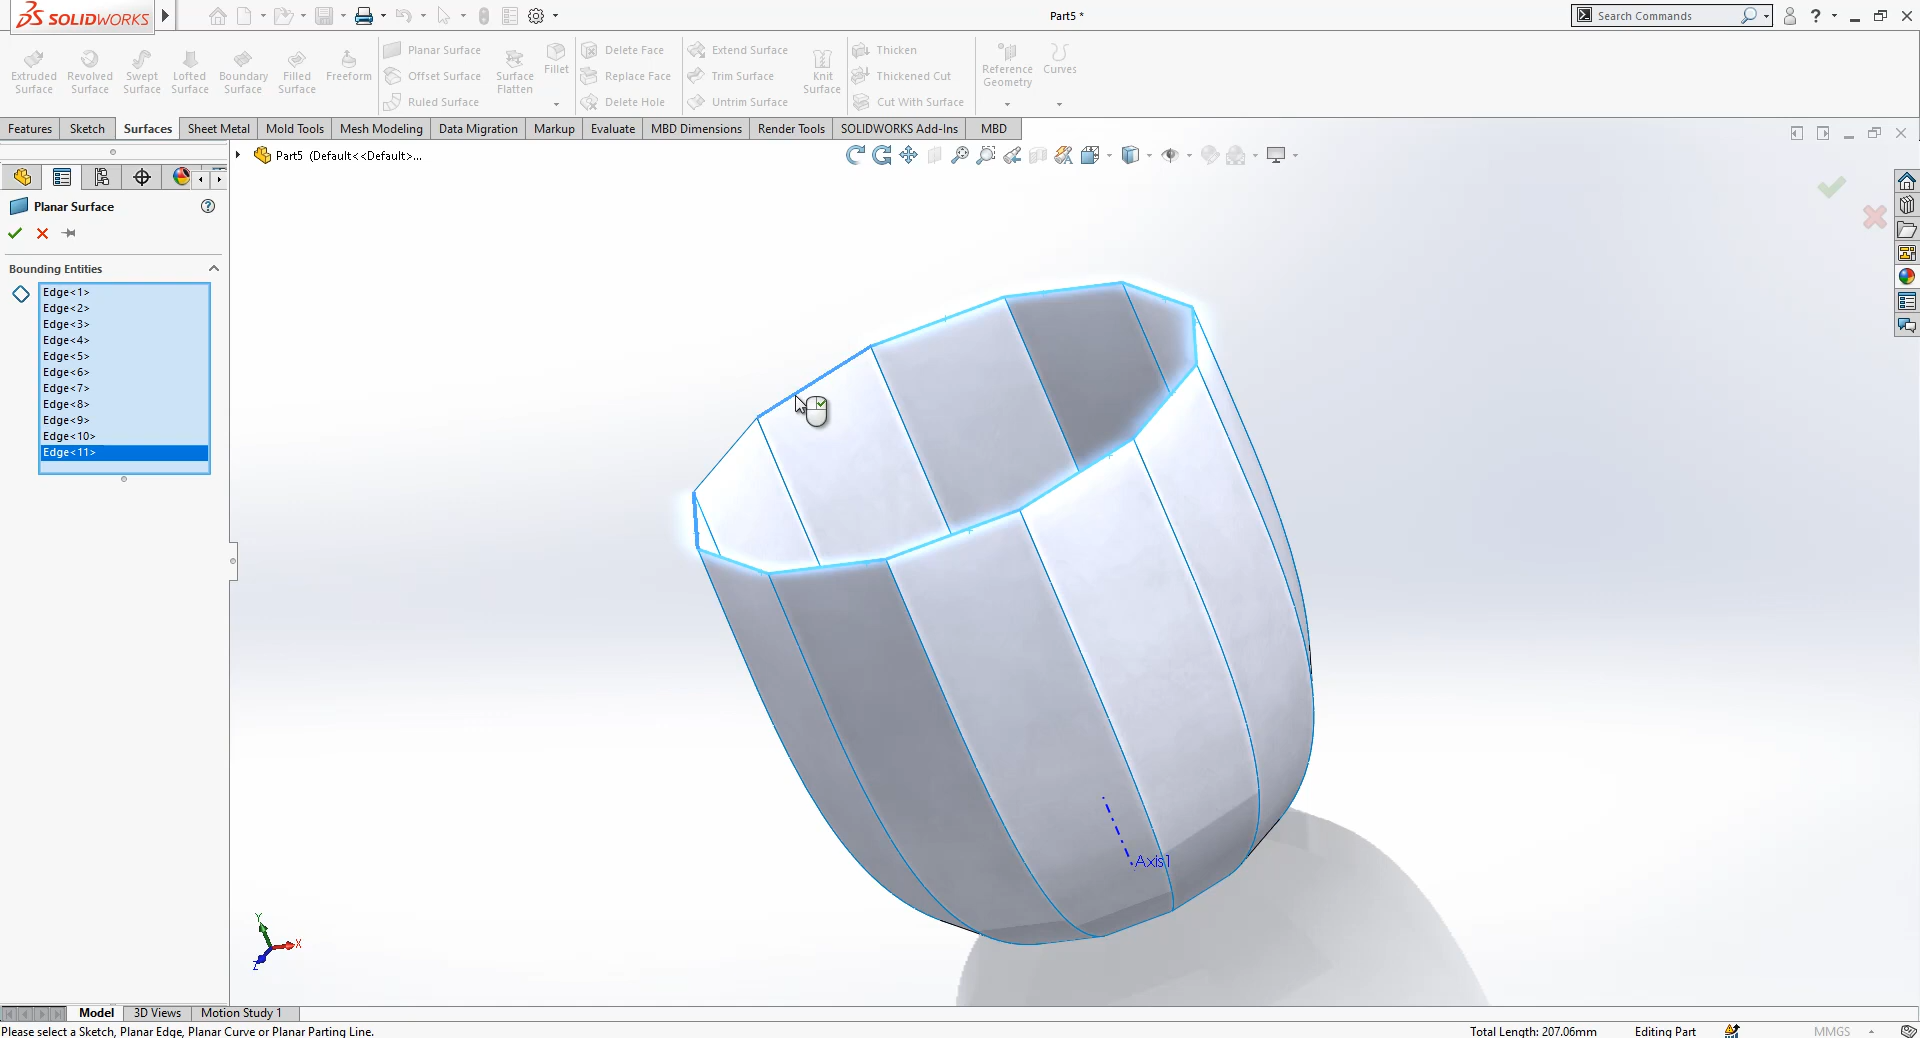 SOLIDWORKS
Part5 *
Search Commands
?
Extruded Surface
Revolved Surface
Swept Surface
Lofted Surface
Boundary Surface
Filled Surface
Freeform
Planar Surface
Offset Surface
Ruled Surface
Surface Flatten
Fillet
Delete Face
Replace Face
Delete Hole
Extend Surface
Trim Surface
Untrim Surface
Knit Surface
Thicken
Thickened Cut
Cut With Surface
Reference Geometry
Curves
Features Sketch Surfaces Sheet Metal Mold Tools Mesh Modeling Data Migration Markup Evaluate MBD Dimensions Render Tools SOLIDWORKS Add-Ins MBD
Part5 (Default<<Default>...
Planar Surface
?
Bounding Entities
Edge<1>
Edge<2>
Edge<3>
Edge<4>
Edge<5>
Edge<6>
Edge<7>
Edge<8>
Edge<9>
Edge<10>
Edge<11>
Axis1
Y
X
Z
Model 3D Views Motion Study 1
Please select a Sketch, Planar Edge, Planar Curve or Planar Parting Line.
Total Length: 207.06mm Editing Part MMGS